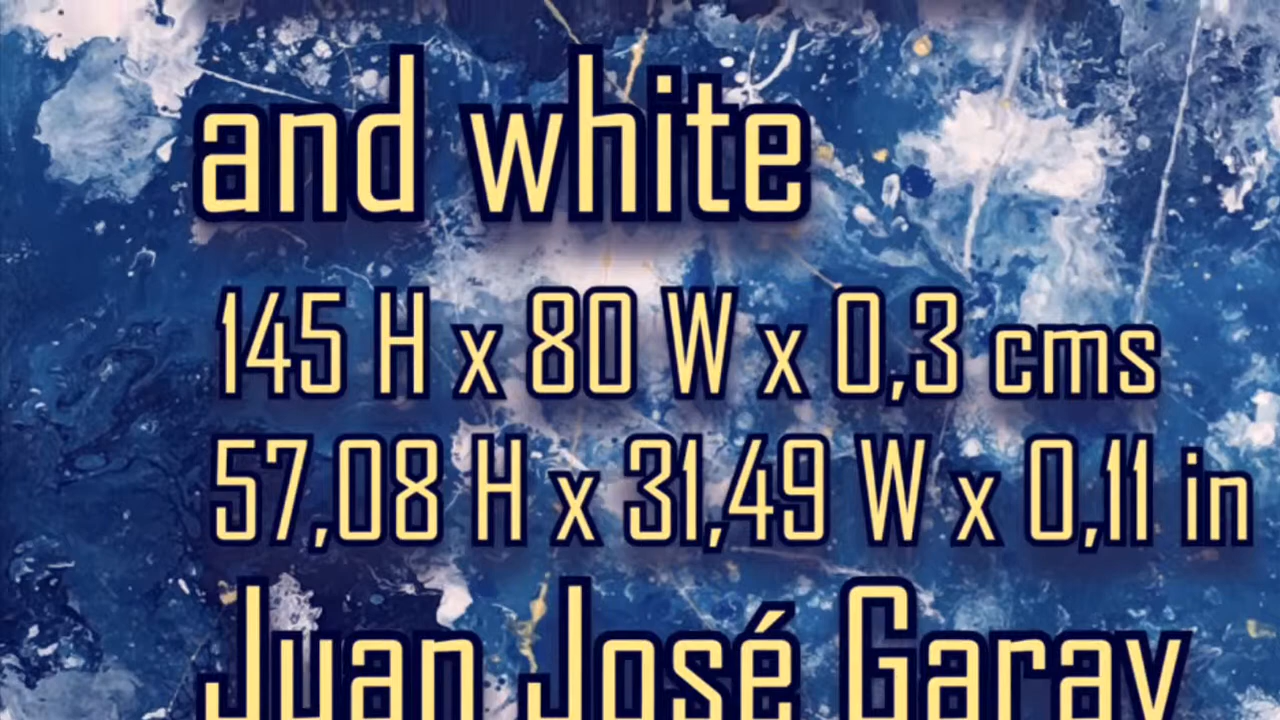 and white
145 H x 80 W x 0,3 cms
57,08 H x 31,49 W x 0,11 in
Juan José Garay